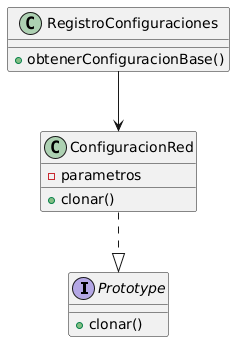 C RegistroConfiguraciones
obtenerConfiguracionBase()
C ConfiguracionRed
parametros
clonar()
I Prototype
clonar()